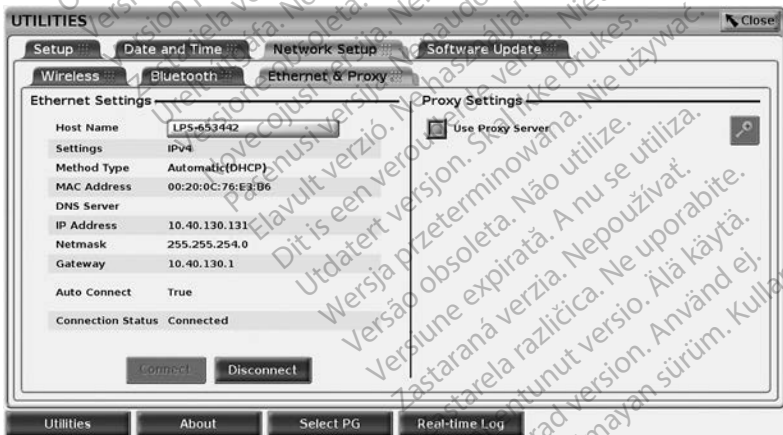 UTILITIES
Close
Setup Date and Time Network Setup Software Update
Wireless Bluetooth Ethernet & Proxy
Ethernet Settings
Host Name LPS-653442
Settings IPv4
Method Type Automatic(DHCP)
MAC Address 00:20:0C:76:E3:B6
DNS Server
IP Address 10.40.130.131
Netmask 255.255.254.0
Gateway 10.40.130.1
Auto Connect True
Connection Status Connected
Connect Disconnect
Proxy Settings
Use Proxy Server
Utilities About Select PG Real-time Log
Elavult verzió. Ne használja!
Dit is een verouderde versie. Niet
Utdatert versjon. Skal ikke brukes.
Wersja przeterminowana. Nie używać.
Versão obsoleta. Não utilize.
Versiune expirată. A nu se utiliza.
Zastaraná verzia. Nepoužívať.
Zastarela različica. Ne uporabite.
versio. Älä käytä.
version. Använd ej.
sürüm.